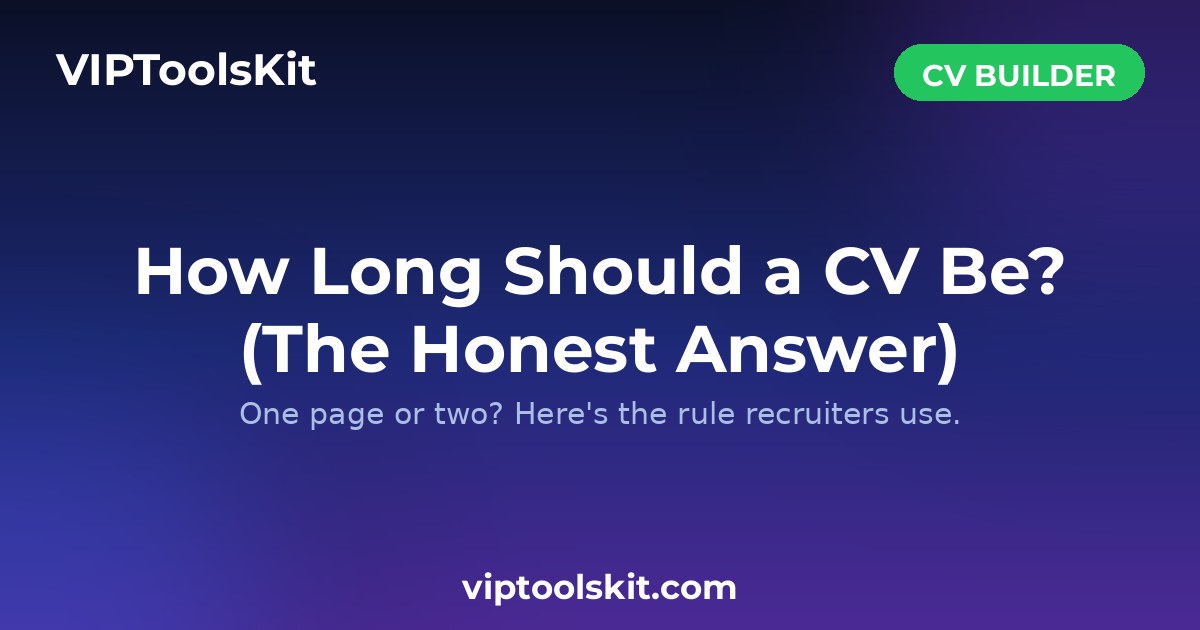 VIPToolsKit
CV BUILDER
How Long Should a CV Be?
(The Honest Answer)
One page or two? Here's the rule recruiters use.
viptoolskit.com